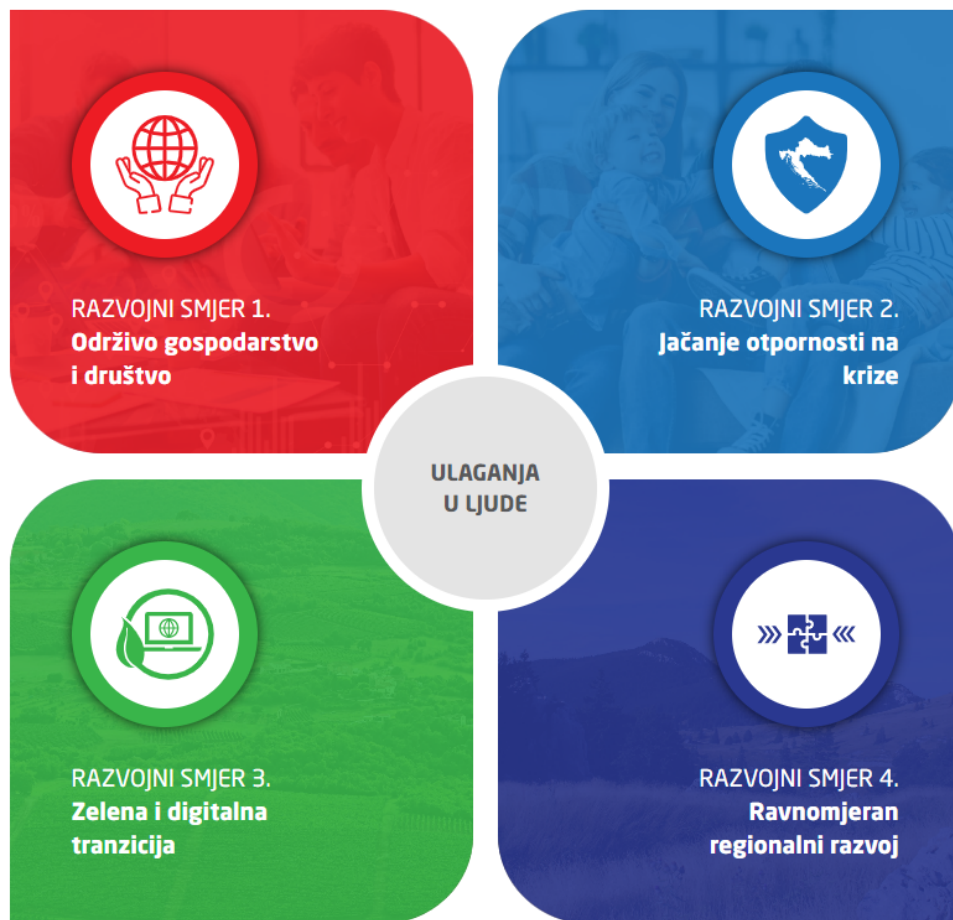 RAZVOJNI SMJER 1.
Održivo gospodarstvo
i društvo
RAZVOJNI SMJER 2.
Jačanje otpornosti na
krize
ULAGANJA
U LJUDE
RAZVOJNI SMJER 3.
Zelena i digitalna
tranzicija
RAZVOJNI SMJER 4.
Ravnomjeran
regionalni razvoj